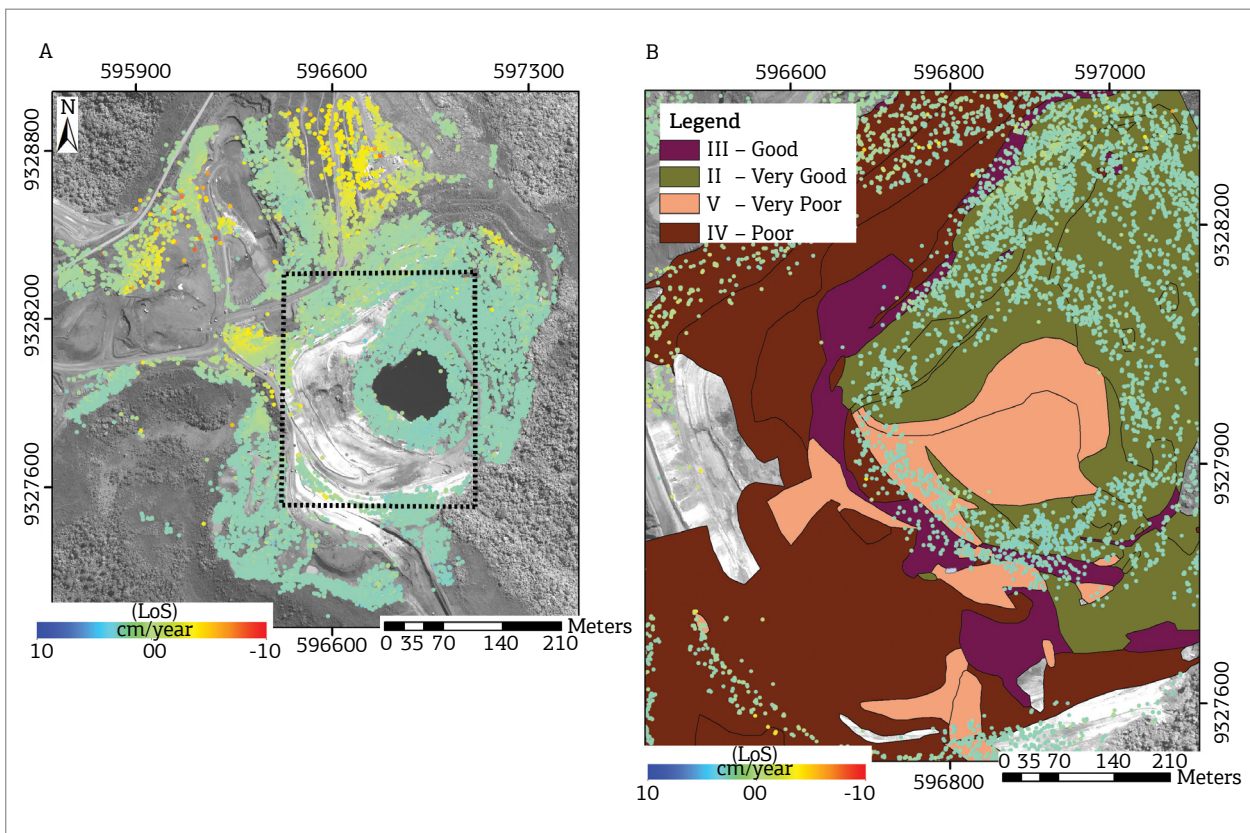 A
595900 596600 597300
N
9328800
9328200
9327600
(LoS)
cm/year
10 00 -10
596600
0 35 70 140 210 Meters
B
596600 596800 597000
Legend
III – Good
II – Very Good
V – Very Poor
IV – Poor
9328200
9327900
9327600
(LoS)
cm/year
10 00 -10
596800
0 35 70 140 210
Meters